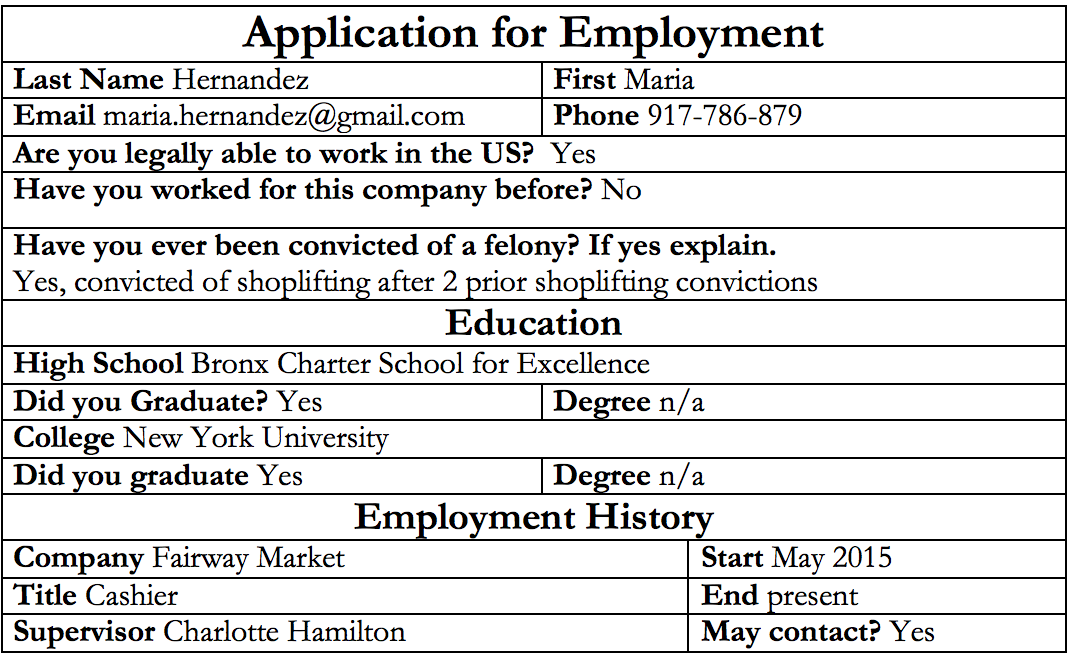 Application for Employment
Last Name Hernandez First Maria
Email maria.hernandez@gmail.com Phone 917-786-879
Are you legally able to work in the US? Yes
Have you worked for this company before? No
Have you ever been convicted of a felony? If yes explain.
Yes, convicted of shoplifting after 2 prior shoplifting convictions
Education
High School Bronx Charter School for Excellence
Did you Graduate? Yes Degree n/a
College New York University
Did you graduate Yes Degree n/a
Employment History
Company Fairway Market Start May 2015
Title Cashier End present
Supervisor Charlotte Hamilton May contact? Yes